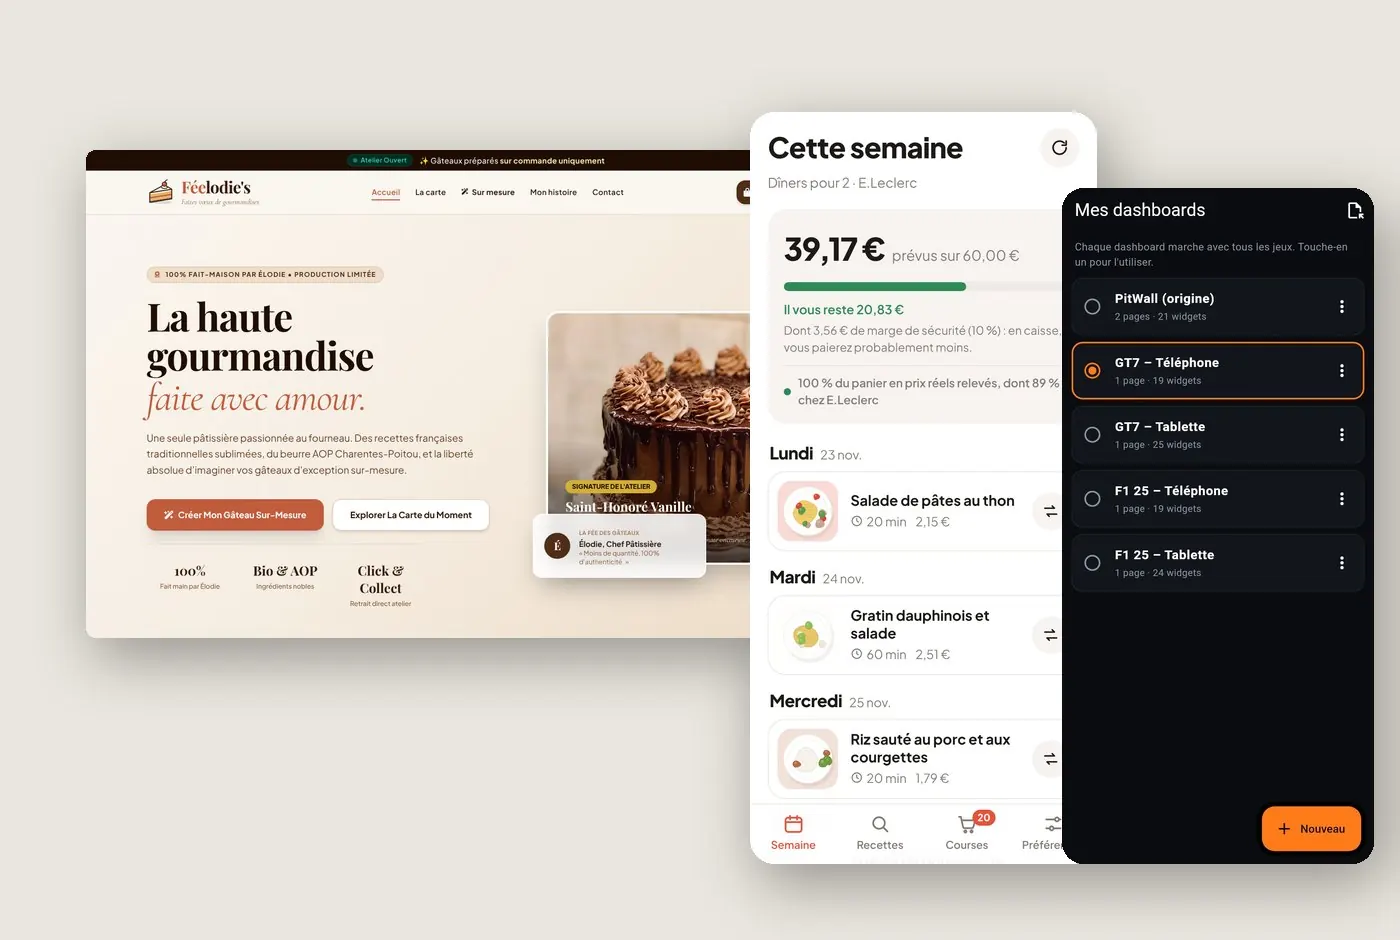 Atelier Ouvert
✨ Gâteaux préparés sur commande uniquement
Féelodie's
Faites vœux de gourmandises
Accueil
La carte
Sur mesure
Mon histoire
Contact
100% FAIT-MAISON PAR ÉLODIE • PRODUCTION LIMITÉE
La haute
gourmandise
faite avec amour.
Une seule pâtissière passionnée au fourneau. Des recettes françaises
traditionnelles sublimées, du beurre AOP Charentes-Poitou, et la liberté
absolue d'imaginer vos gâteaux d'exception sur-mesure.
Créer Mon Gâteau Sur-Mesure
Explorer La Carte du Moment
100%
Fait main par Élodie
Bio & AOP
Ingrédients nobles
Click &
Collect
Retrait direct atelier
SIGNATURE DE L'ATELIER
Saint-Honoré Vanille
É
LA FÉE DES GÂTEAUX
Élodie, Chef Pâtissière
« Moins de quantité, 100%
d'authenticité. »
Cette semaine
Dîners pour 2 · E.Leclerc
39,17 € prévus sur 60,00 €
Il vous reste 20,83 €
Dont 3,56 € de marge de sécurité (10 %) : en caisse,
vous paierez probablement moins.
100 % du panier en prix réels relevés, dont 89 %
chez E.Leclerc
Lundi 23 nov.
Salade de pâtes au thon
20 min 2,15 €
Mardi 24 nov.
Gratin dauphinois et
salade
60 min 2,51 €
Mercredi 25 nov.
Riz sauté au porc et aux
courgettes
20 min 1,79 €
Semaine
Recettes
20
Courses
Préfére
Mes dashboards
Chaque dashboard marche avec tous les jeux. Touche-en
un pour l'utiliser.
PitWall (origine)
2 pages · 21 widgets
GT7 – Téléphone
1 page · 19 widgets
GT7 – Tablette
1 page · 25 widgets
F1 25 – Téléphone
1 page · 19 widgets
F1 25 – Tablette
1 page · 24 widgets
+ Nouveau